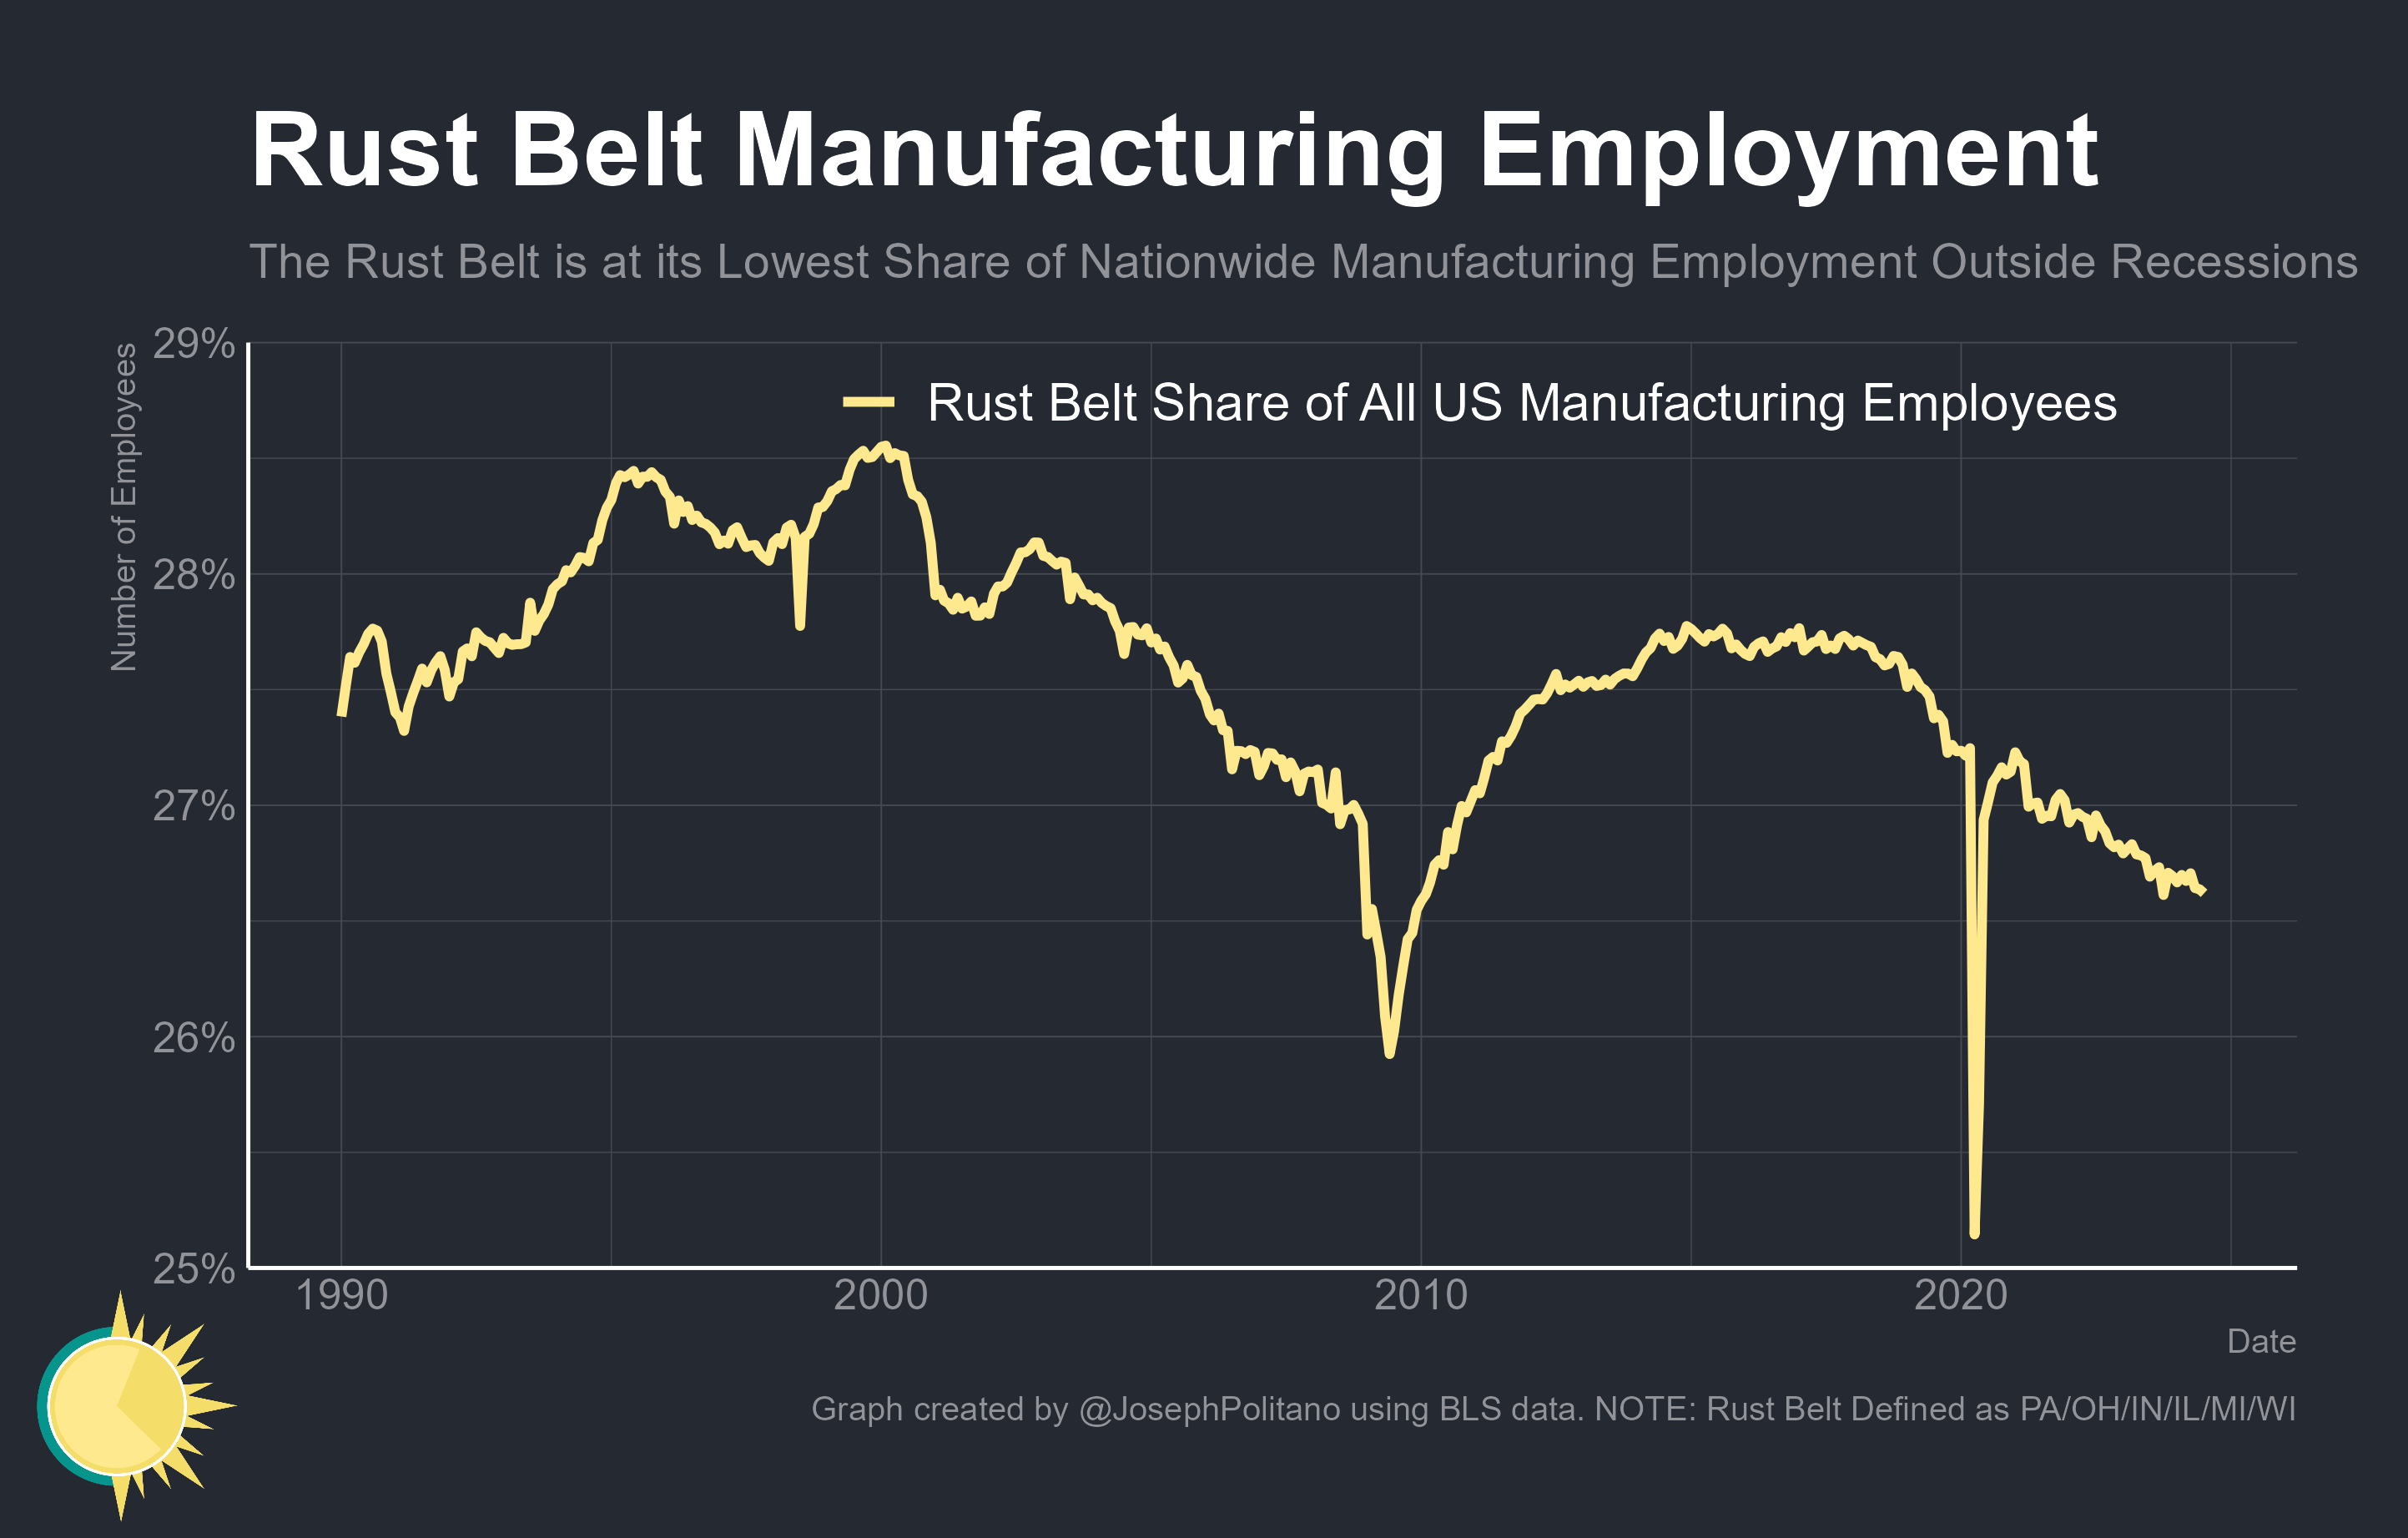 Rust Belt Manufacturing Employment
The Rust Belt is at its Lowest Share of Nationwide Manufacturing Employment Outside Recessions
Number of Employees
29%
28%
27%
26%
25%
Rust Belt Share of All US Manufacturing Employees
1990
2000
2010
2020
Date
Graph created by @JosephPolitano using BLS data. NOTE: Rust Belt Defined as PA/OH/IN/IL/MI/WI